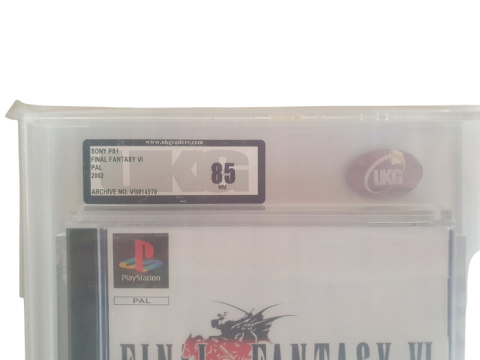 www.ukgraders.com
SONY PS1
FINAL FANTASY VI
PAL
2002
ARCHIVE NO:
UKG
85
NM
UKG
PlayStation
PAL
FINAL FANTASY VI